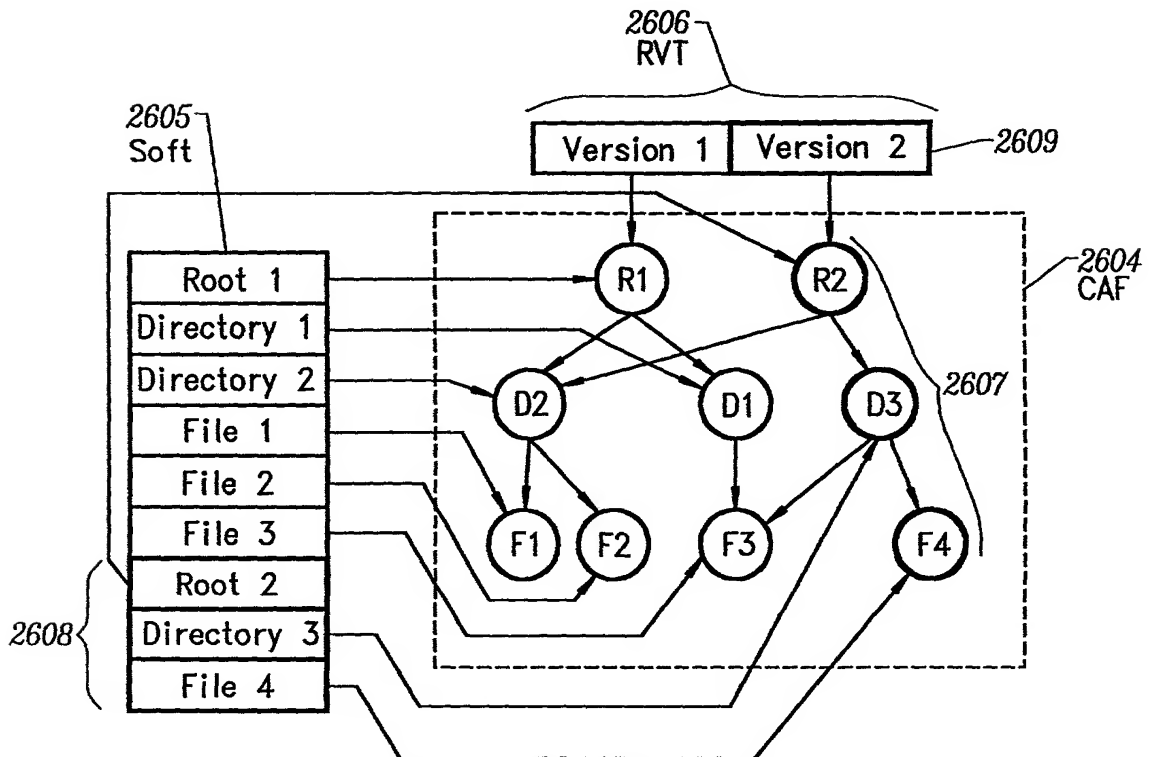 2606
RVT
2605
Soft
Version 1
Version 2
2609
Root 1
Directory 1
Directory 2
File 1
File 2
File 3
Root 2
Directory 3
File 4
2608
R1
R2
2604
CAF
D2
D1
D3
2607
F1
F2
F3
F4